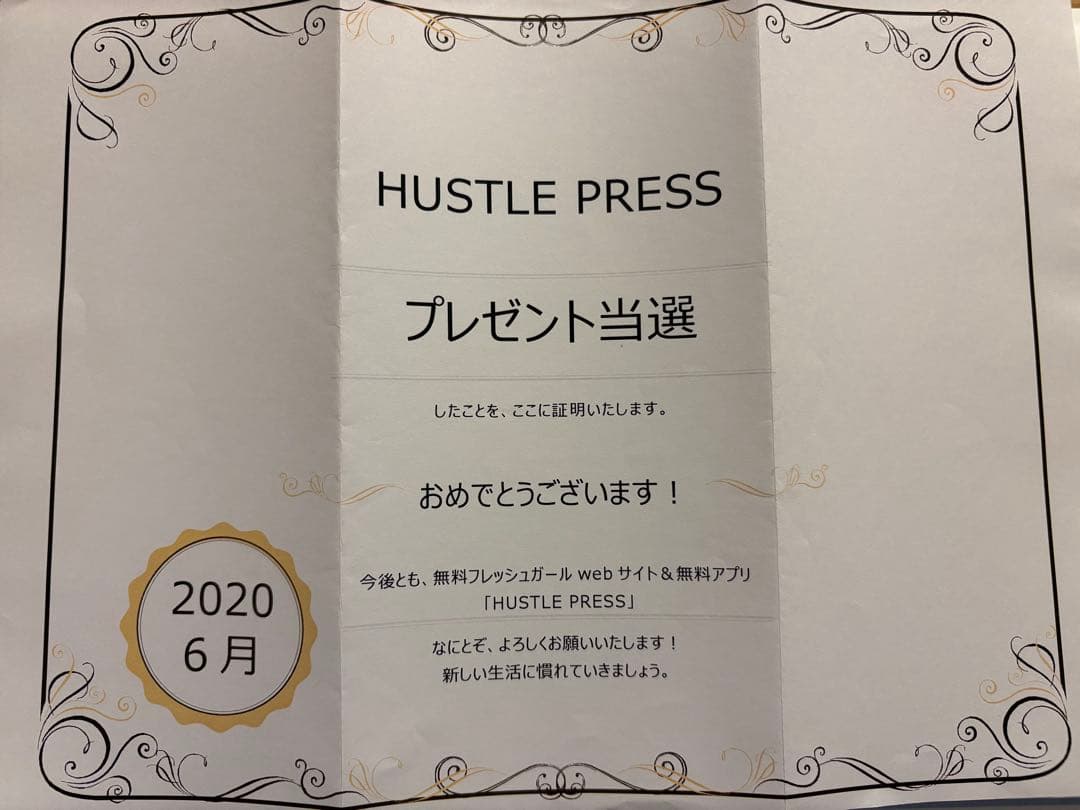 HUSTLE PRESS
プレゼント当選
したことを、ここに証明いたします。
おめでとうございます！
今後とも、無料フレッシュガール web サイト＆無料アプリ
「HUSTLE PRESS」
なにとぞ、よろしくお願いいたします！
新しい生活に慣れていきましょう。
2020
6月